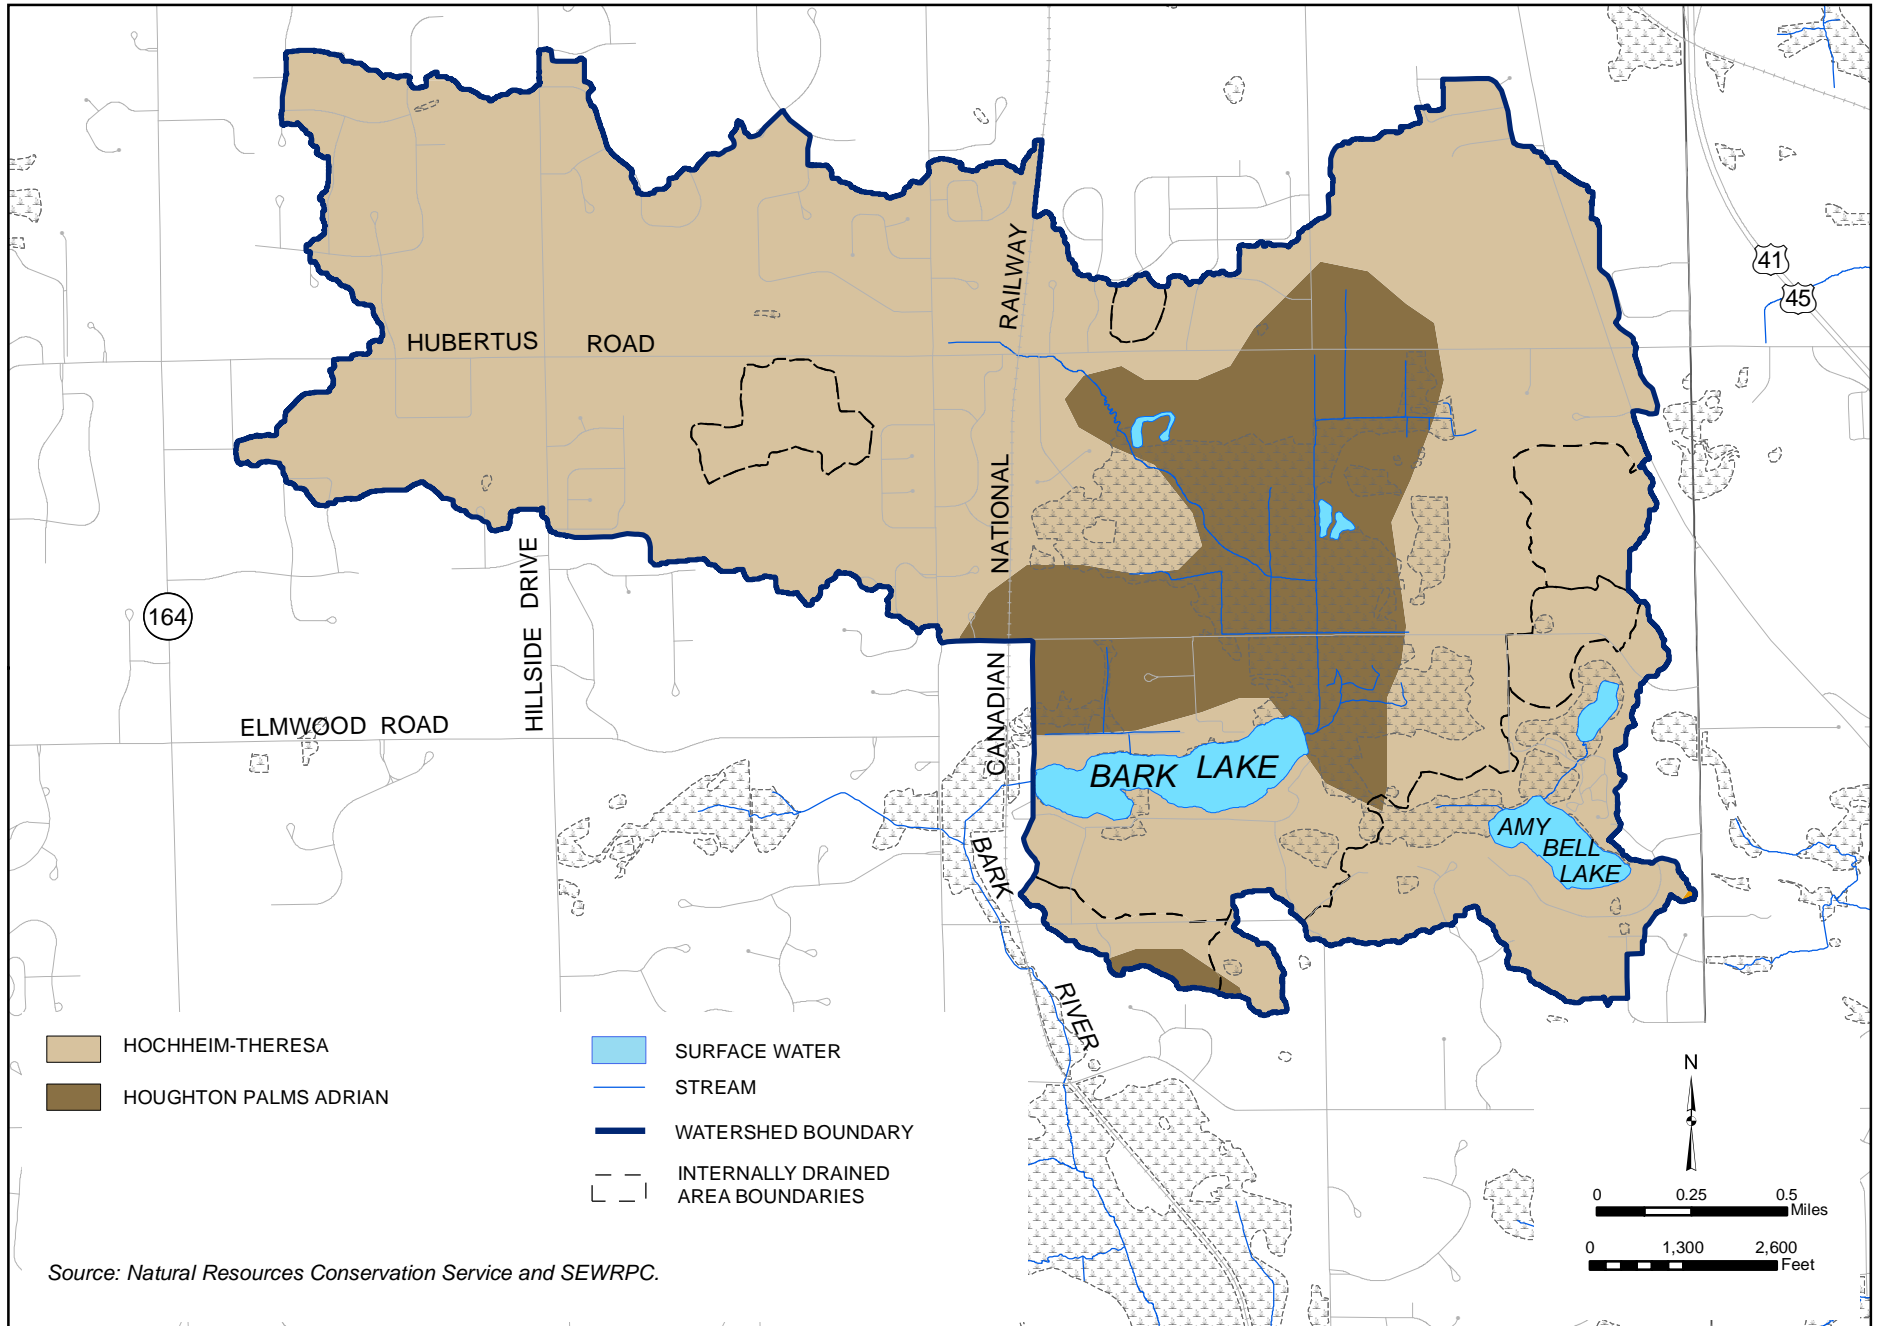 41
45
RAILWAY
HUBERTUS ROAD
NATIONAL
HILLSIDE DRIVE
164
CANADIAN
ELMWOOD ROAD
BARK LAKE
AMY
BELL
LAKE
BARK
RIVER
HOCHHEIM-THERESA
HOUGHTON PALMS ADRIAN
SURFACE WATER
STREAM
WATERSHED BOUNDARY
INTERNALLY DRAINED
AREA BOUNDARIES
N
0 0.25 0.5
Miles
0 1,300 2,600
Feet
Source: Natural Resources Conservation Service and SEWRPC.